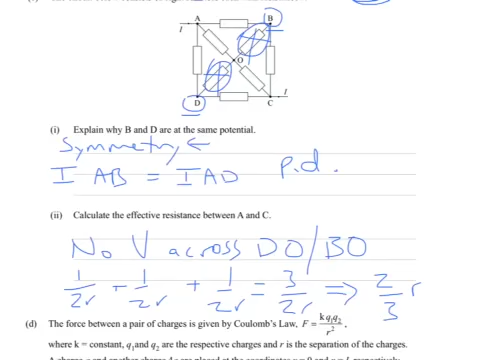 A
B
I
O
D
C
I
(i) Explain why B and D are at the same potential.
Symmetry ←
I AB = I AD p.d.
(ii) Calculate the effective resistance between A and C.
No V across DO/BO
1/2r + 1/2r + 1/2r = 3/2r ⇒ 2/3 r
(d) The force between a pair of charges is given by Coulomb's Law, F = k q₁q₂ / r² ,
where k = constant, q₁ and q₂ are the respective charges and r is the separation of the charges.